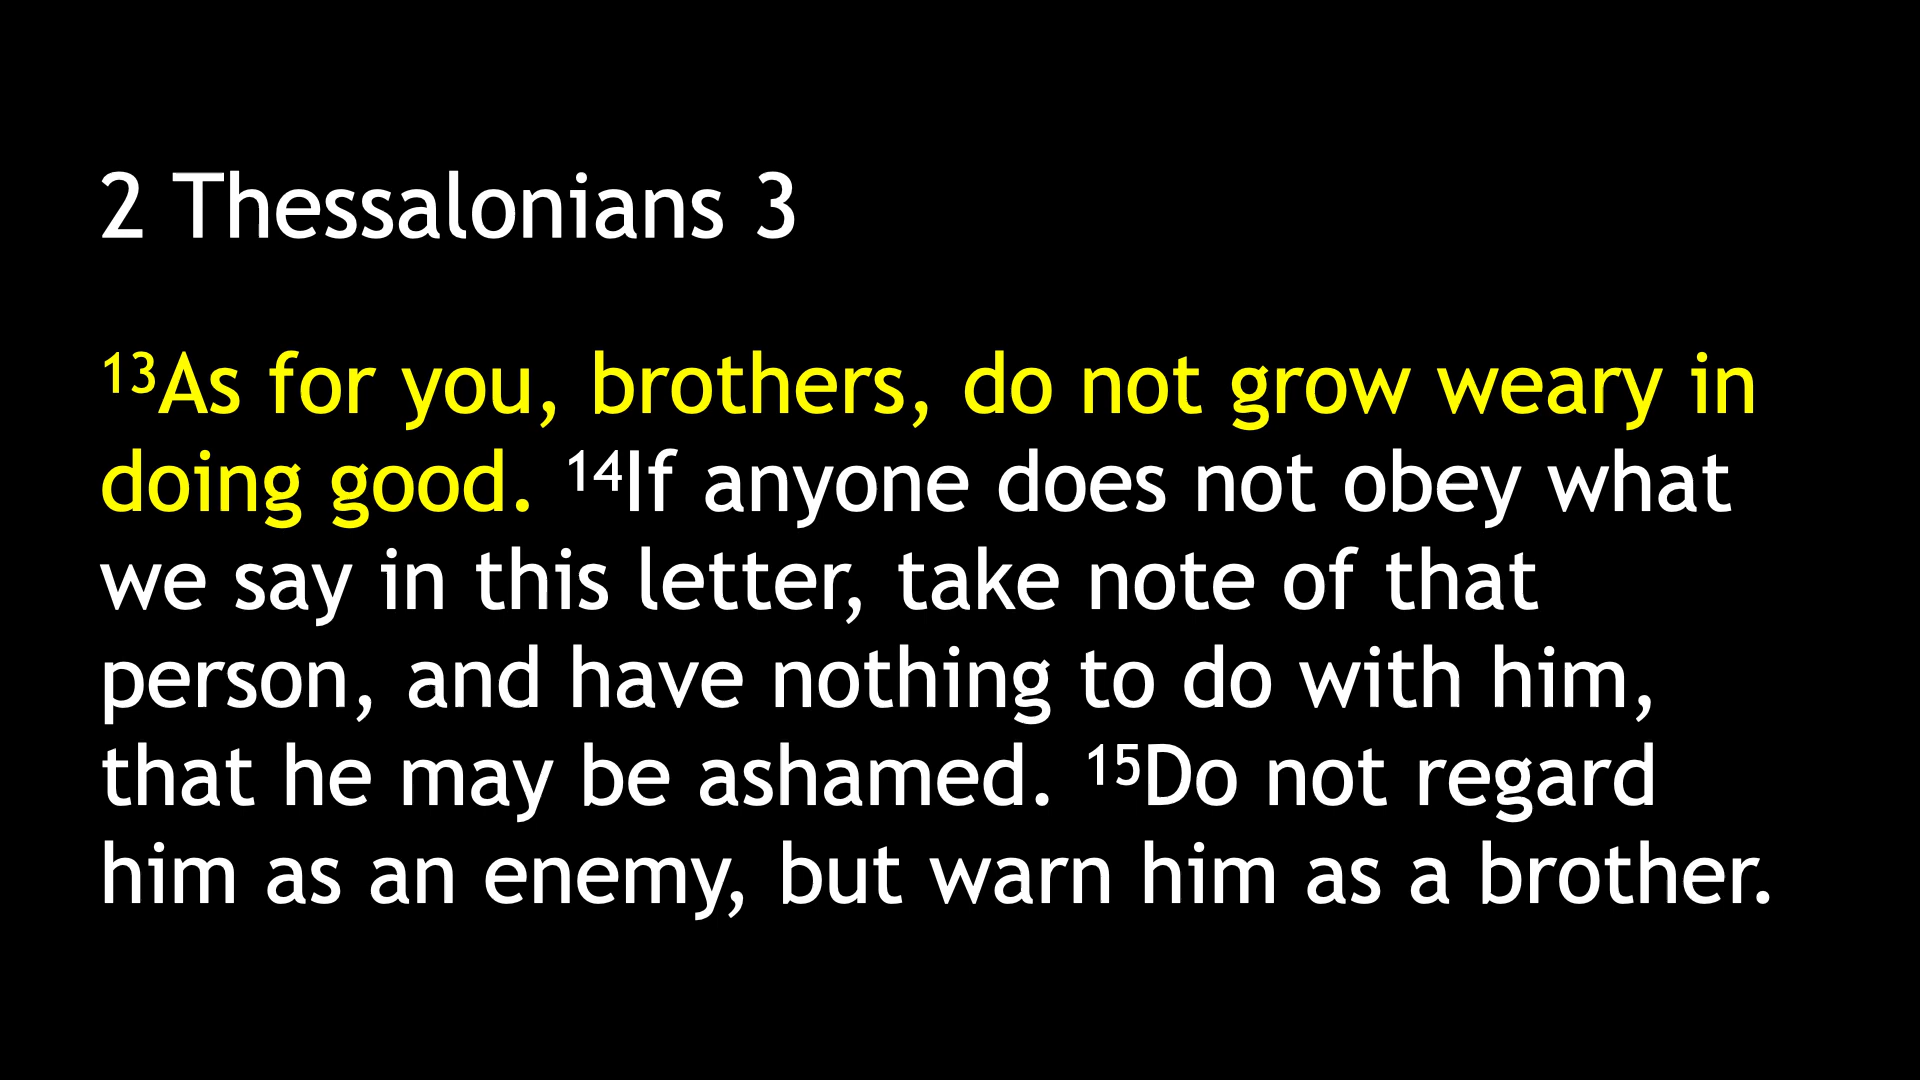 2 Thessalonians 3
¹³As for you, brothers, do not grow weary in
doing good. ¹⁴If anyone does not obey what
we say in this letter, take note of that
person, and have nothing to do with him,
that he may be ashamed. ¹⁵Do not regard
him as an enemy, but warn him as a brother.